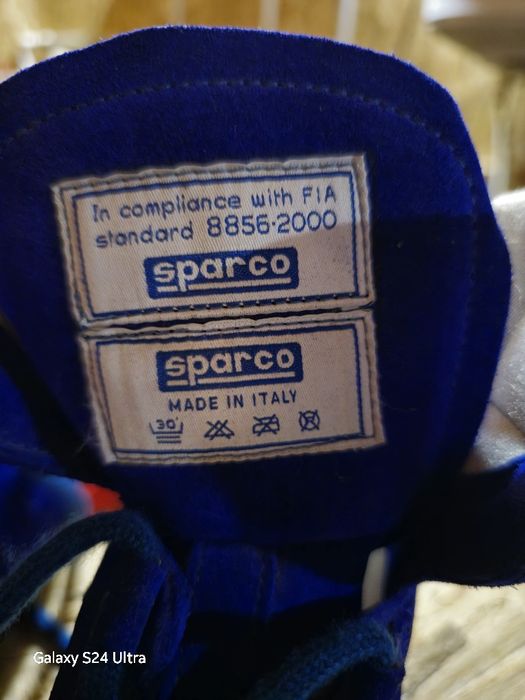 In compliance with FIA
standard 8856-2000
sparco
sparco
MADE IN ITALY
30°
Galaxy S24 Ultra